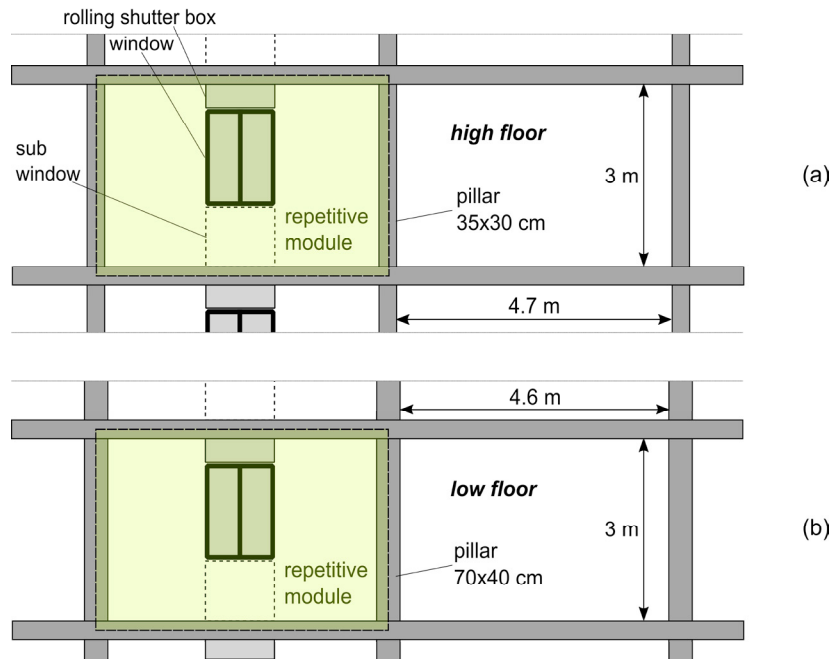 rolling shutter box
window
sub
window
high floor
3 m
(a)
pillar
35x30 cm
repetitive
module
4.7 m
4.6 m
low floor
3 m
(b)
pillar
70x40 cm
repetitive
module